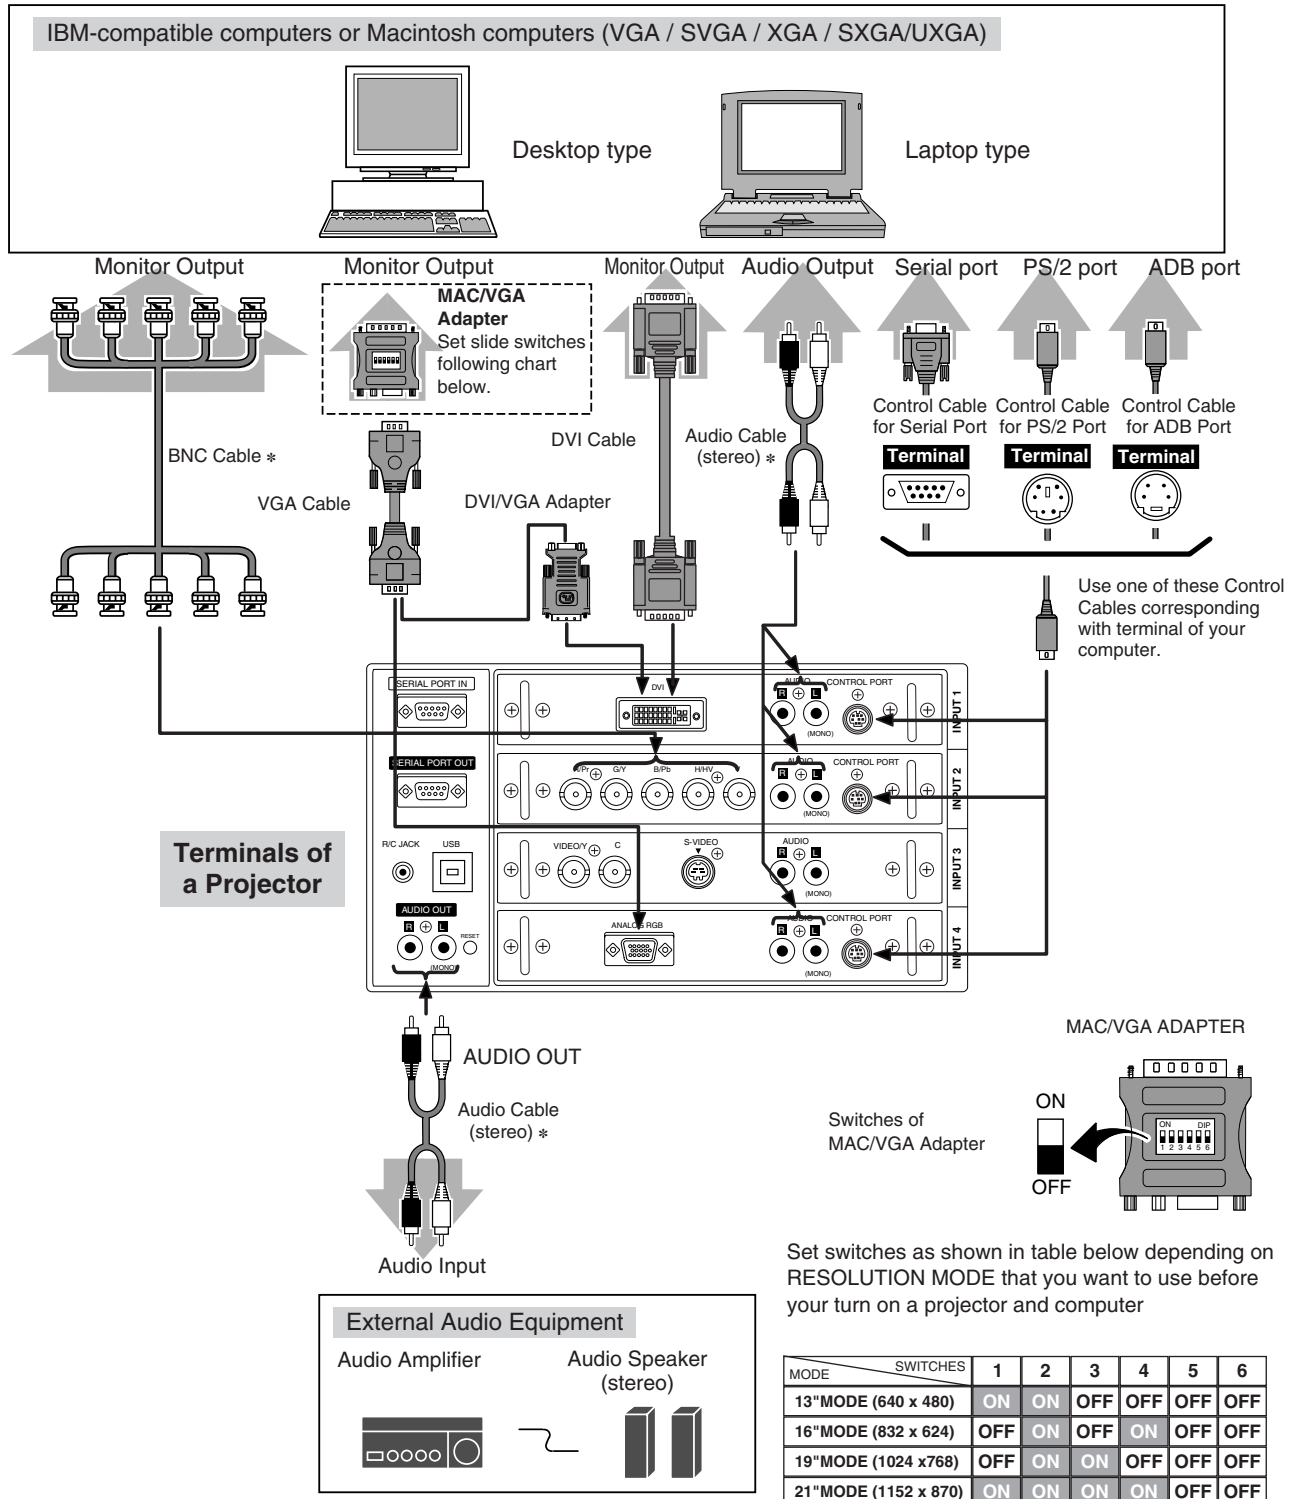 IBM-compatible computers or Macintosh computers (VGA / SVGA / XGA / SXGA/UXGA)
Desktop type
Laptop type
Monitor Output
Monitor Output
Monitor Output
Audio Output
Serial port
PS/2 port
ADB port
MAC/VGA
Adapter
Set slide switches
following chart
below.
Control Cable
for Serial Port
Control Cable
for PS/2 Port
Control Cable
for ADB Port
Terminal
Terminal
Terminal
BNC Cable *
VGA Cable
DVI/VGA Adapter
DVI Cable
Audio Cable
(stereo) *
Use one of these Control
Cables corresponding
with terminal of your
computer.
SERIAL PORT IN
DVI
AUDIO
R
L
(MONO)
CONTROL PORT
INPUT 1
SERIAL PORT OUT
G/Y
B/Pb
H/HV
AUDIO
R
L
(MONO)
CONTROL PORT
INPUT 2
Terminals of
a Projector
R/C JACK
USB
VIDEO/Y
C
S-VIDEO
AUDIO
R
L
(MONO)
INPUT 3
AUDIO OUT
R
L
(MONO)
RESET
ANALOG RGB
AUDIO
R
L
(MONO)
CONTROL PORT
INPUT 4
AUDIO OUT
Audio Cable
(stereo) *
Audio Input
External Audio Equipment
Audio Amplifier
Audio Speaker
(stereo)
MAC/VGA ADAPTER
Switches of
MAC/VGA Adapter
ON
OFF
ON DIP
1 2 3 4 5 6
Set switches as shown in table below depending on
RESOLUTION MODE that you want to use before
your turn on a projector and computer
MODE SWITCHES 1 2 3 4 5 6
13"MODE (640 x 480) ON ON OFF OFF OFF OFF
16"MODE (832 x 624) OFF ON OFF ON OFF OFF
19"MODE (1024 x768) OFF ON ON OFF OFF OFF
21"MODE (1152 x 870) ON ON ON ON OFF OFF